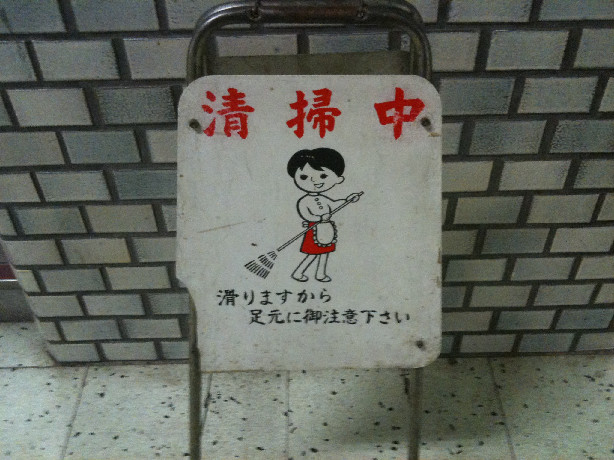 清掃中
滑りますから
足元に御注意下さい